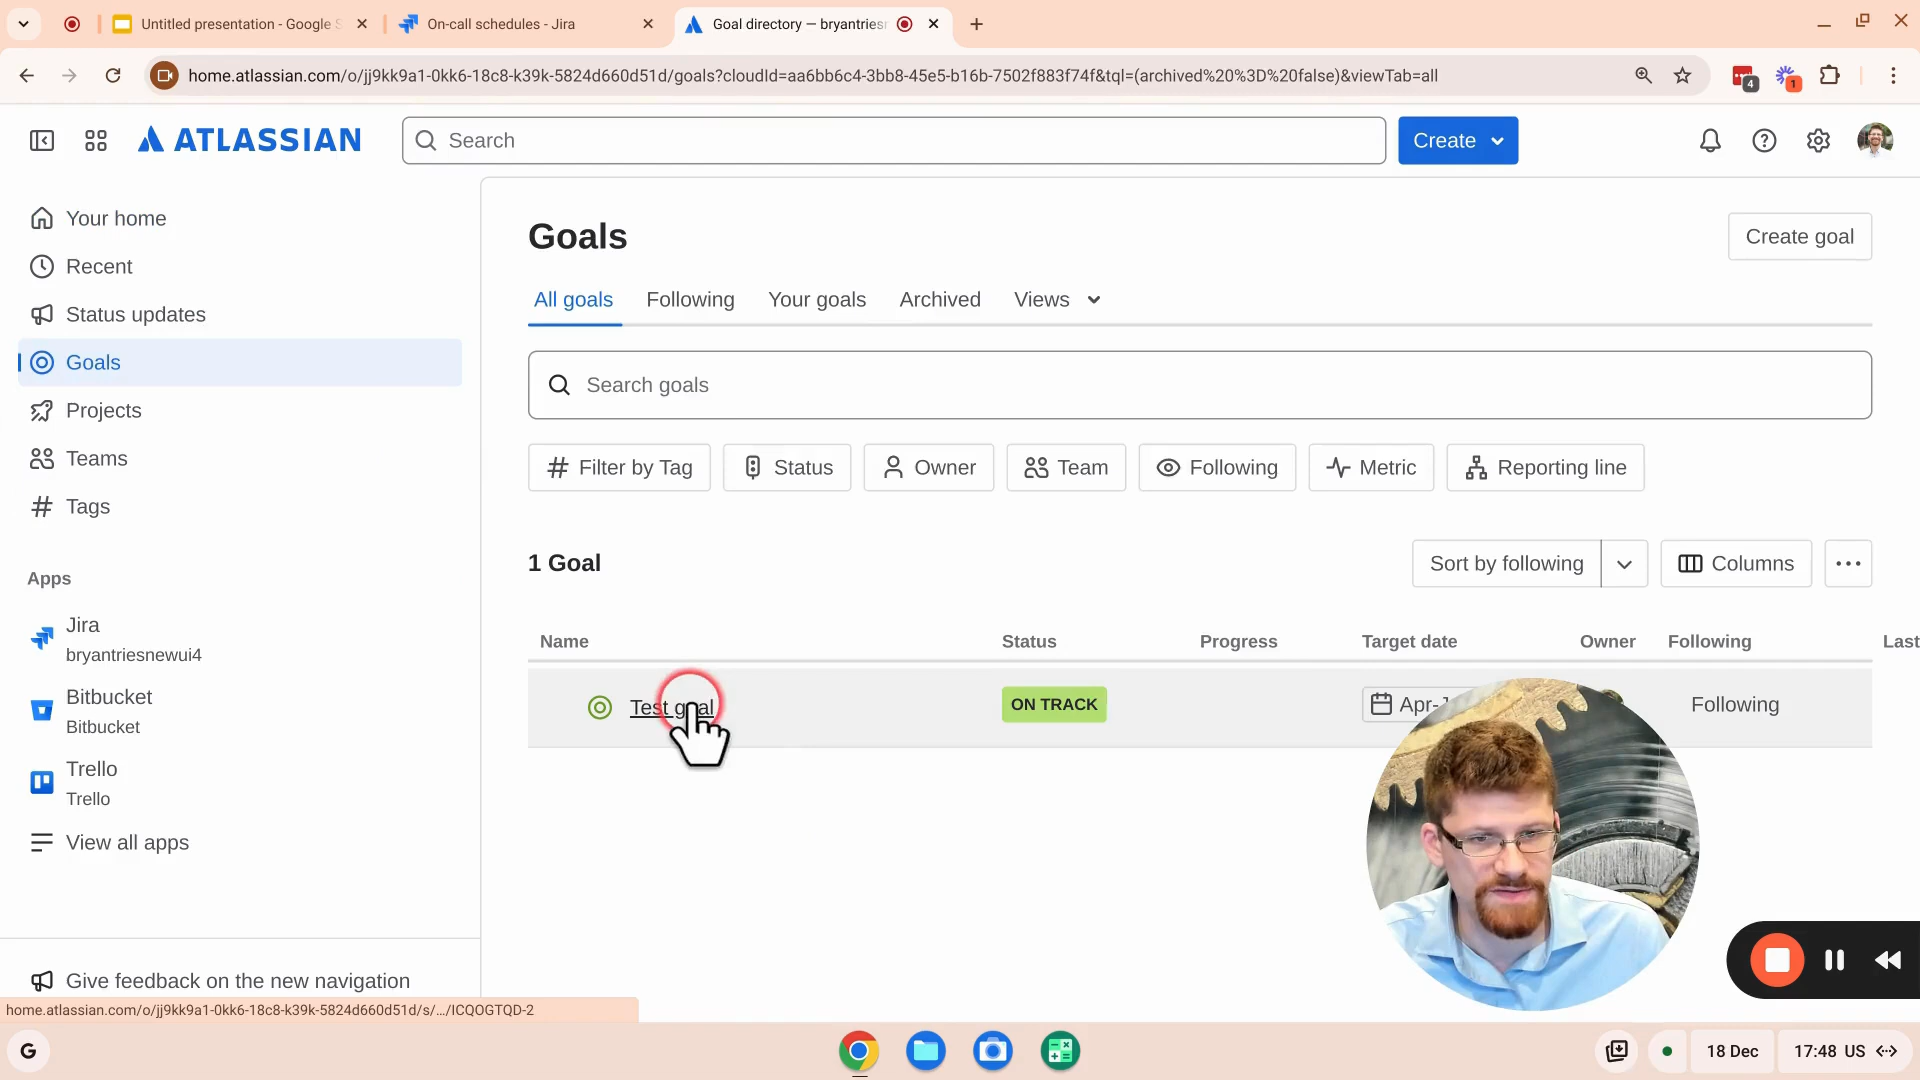 Untitled presentation - Google S
On-call schedules - Jira
Goal directory — bryantriesn
home.atlassian.com/o/jj9kk9a1-0kk6-18c8-k39k-5824d660d51d/goals?cloudId=aa6bb6c4-3bb8-45e5-b16b-7502f883f74f&tql=(archived%20%3D%20false)&viewTab=all
4
1
ATLASSIAN
Search
Create
Your home
Recent
Status updates
Goals
Projects
Teams
Tags
Apps
Jira
bryantriesnewui4
Bitbucket
Bitbucket
Trello
Trello
View all apps
Give feedback on the new navigation
home.atlassian.com/o/jj9kk9a1-0kk6-18c8-k39k-5824d660d51d/s/…/ICQOGTQD-2
Goals
Create goal
All goals Following Your goals Archived Views
Search goals
Filter by Tag Status Owner Team Following Metric Reporting line
1 Goal
Sort by following Columns
Name Status Progress Target date Owner Following Last
Test goal ON TRACK Apr- Following
G
18 Dec
17:48 US